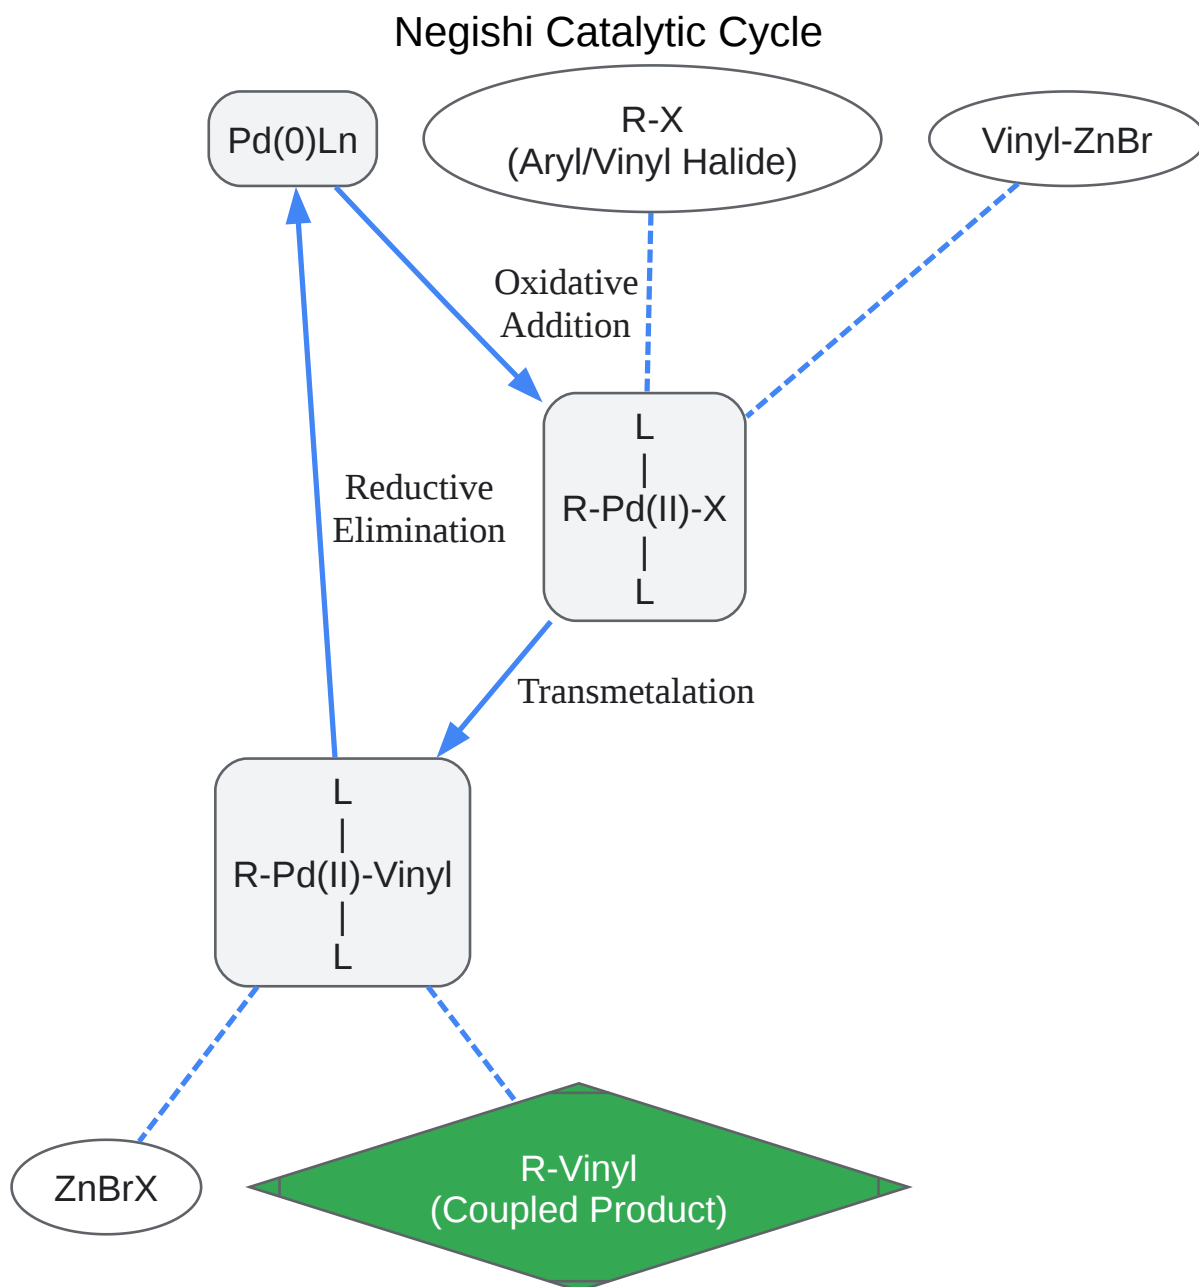 Negishi Catalytic Cycle
Pd(0)Ln
R-X
(Aryl/Vinyl Halide)
Vinyl-ZnBr
Oxidative
Addition
L
|
R-Pd(II)-X
|
L
Reductive
Elimination
Transmetalation
L
|
R-Pd(II)-Vinyl
|
L
ZnBrX
R-Vinyl
(Coupled Product)